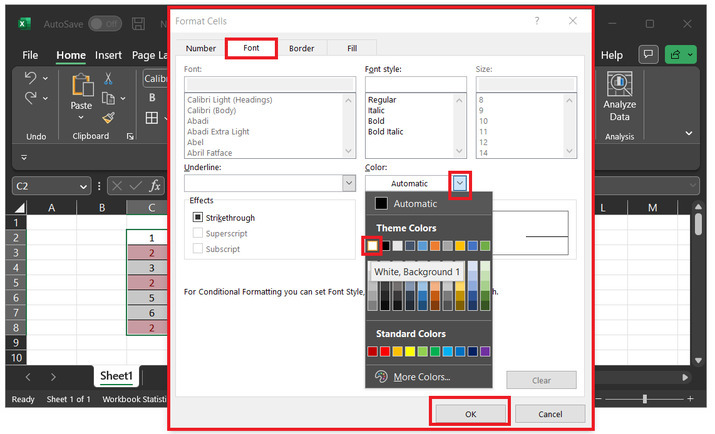 AutoSave Off
Format Cells
? ×
File Home Insert Page La
Help
Number Font Border Fill
Undo
Paste
Clipboard
Calibri
B
Analyze
Data
Analysis
Font:
Font style:
Size:
Calibri Light (Headings)
Calibri (Body)
Abadi
Abadi Extra Light
Abel
Abril Fatface
Regular
Italic
Bold
Bold Italic
8
9
10
11
12
14
Underline:
Color:
Automatic
C2
fx
Effects
Strikethrough
Superscript
Subscript
Automatic
Theme Colors
White, Background 1
For Conditional Formatting you can set Font Style,
h.
Standard Colors
More Colors...
Clear
OK
Cancel
A B C L M
1
2 1
3 2
4 3
5 2
6 5
7 6
8 2
9
10
Sheet1
Ready Sheet 1 of 1 Workbook Statisti